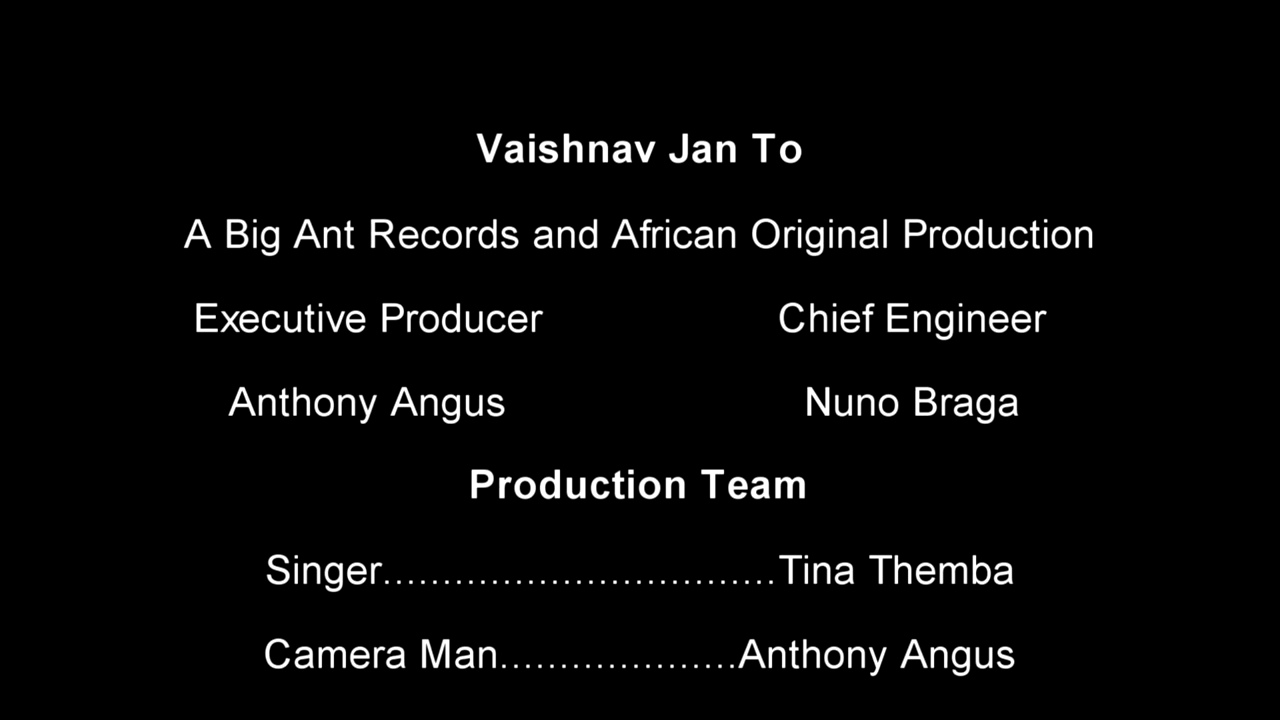 Vaishnav Jan To
A Big Ant Records and African Original Production
Executive Producer Chief Engineer
Anthony Angus Nuno Braga
Production Team
Singer.................................Tina Themba
Camera Man....................Anthony Angus